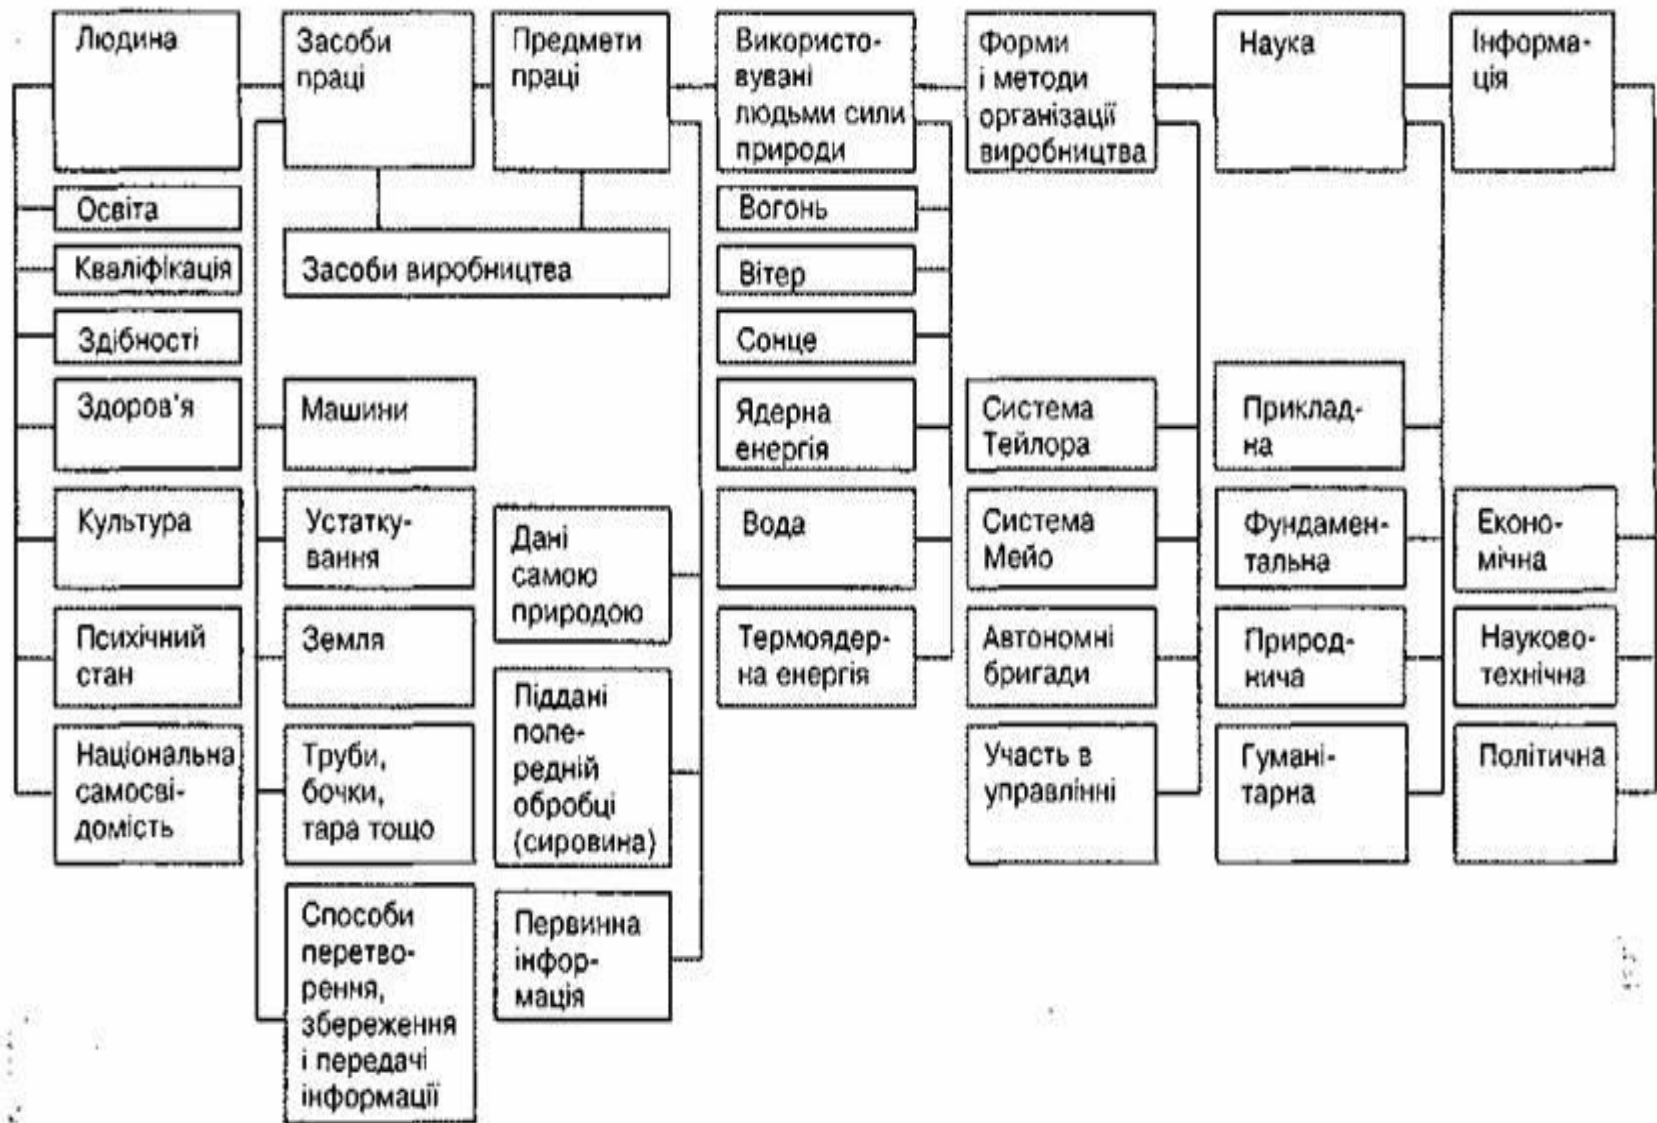 Людина
Засоби
праці
Предмети
праці
Використо-
вувані
людьми сили
природи
Форми
і методи
організації
виробництва
Наука
Інформа-
ція
Освіта
Кваліфікація
Здібності
Здоров'я
Культура
Психічний
стан
Національна
самосві-
домість
Засоби виробництва
Машини
Устатку-
вання
Земля
Труби,
бочки,
тара тощо
Способи
перетво-
рення,
збереження
і передачі
інформації
Дані
самою
природою
Піддані
попе-
редній
обробці
(сировина)
Первинна
інфор-
мація
Вогонь
Вітер
Сонце
Ядерна
енергія
Вода
Термоядер-
на енергія
Система
Тейлора
Система
Мейо
Автономні
бригади
Участь в
управлінні
Приклад-
на
Фундамен-
тальна
Природ-
нича
Гумані-
тарна
Еконо-
мічна
Науково-
технічна
Політична